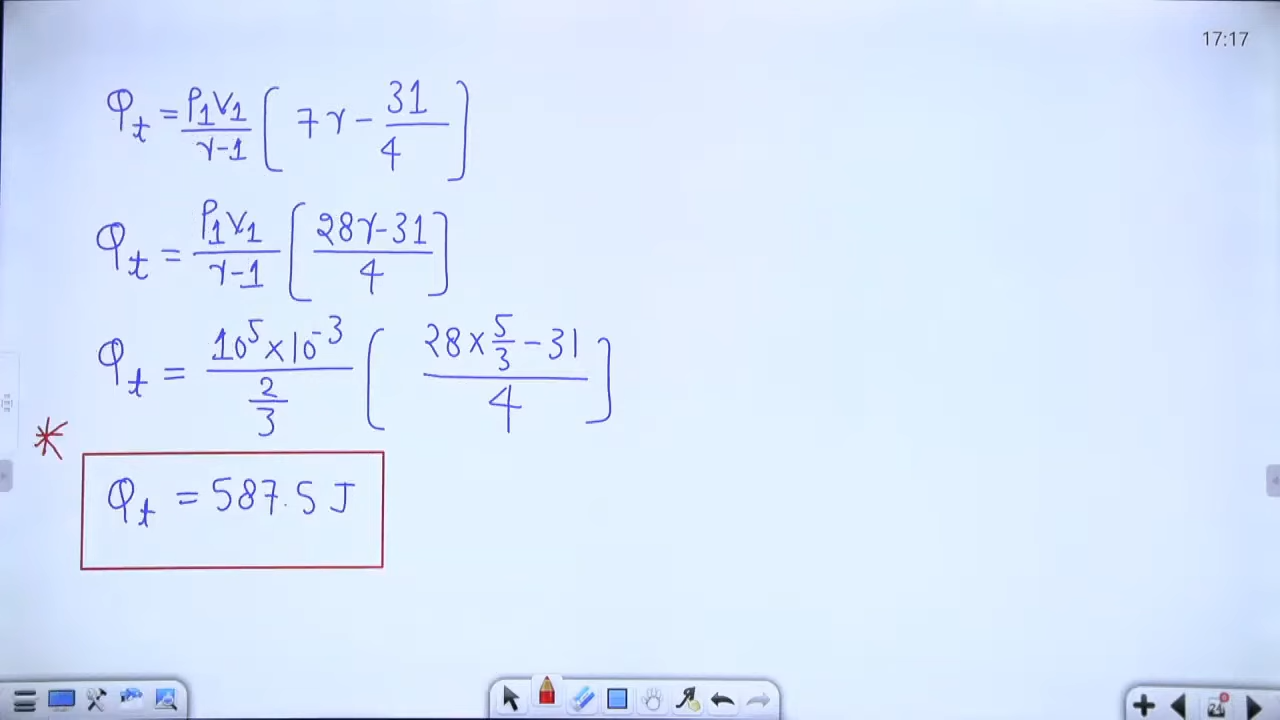 17:17
Q_t = P_1V_1/(γ-1) [ 7γ - 31/4 ]
Q_t = P_1V_1/(γ-1) [ (28γ-31)/4 ]
Q_t = (10^5 × 10^-3)/(2/3) [ (28 × 5/3 - 31)/4 ]
* Q_t = 587.5 J
24